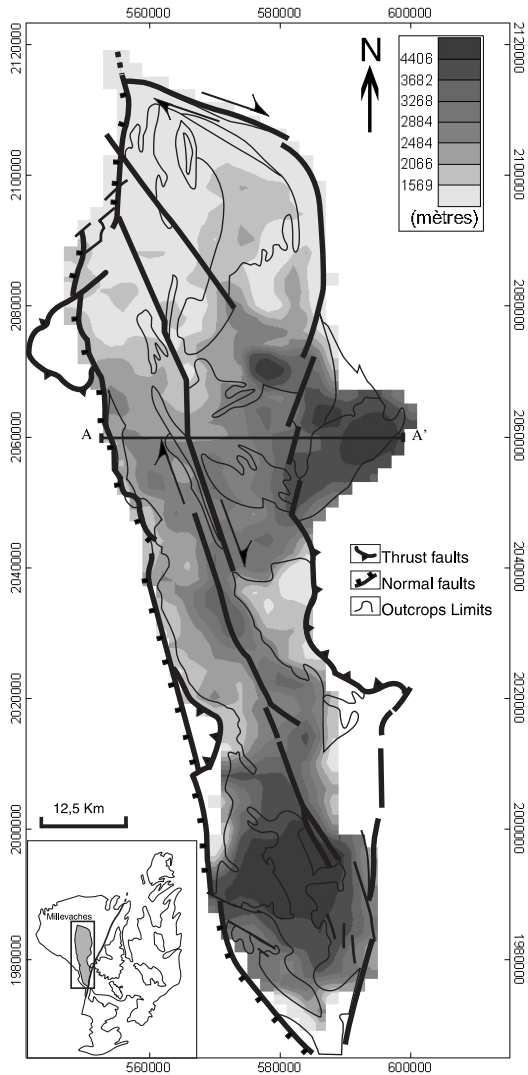 560000 580000 600000
2120000 2120000
N
4406
3682
3268
2884
2484
2066
1569
(mètres)
2100000 2100000
2080000 2080000
A A'
2060000 2060000
Thrust faults
Normal faults
Outcrops Limits
2040000 2040000
2020000 2020000
12,5 Km
2000000 2000000
Millevaches
1980000 1980000
560000 580000 600000